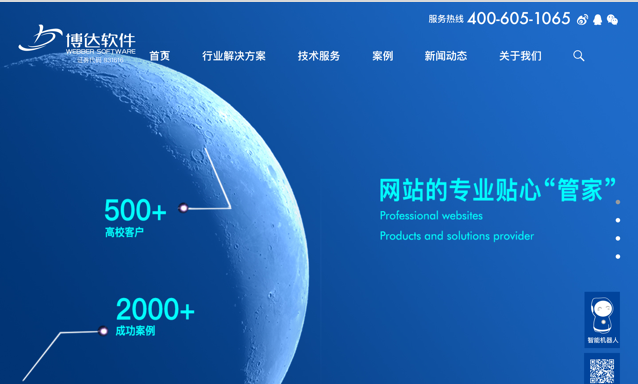 服务热线 400-605-1065
博达软件
WEBBER SOFTWARE
首页 行业解决方案 技术服务 案例 新闻动态 关于我们
网站的专业贴心“管家”
Professional websites
Products and solutions provider
500+
高校客户
2000+
成功案例
智能机器人